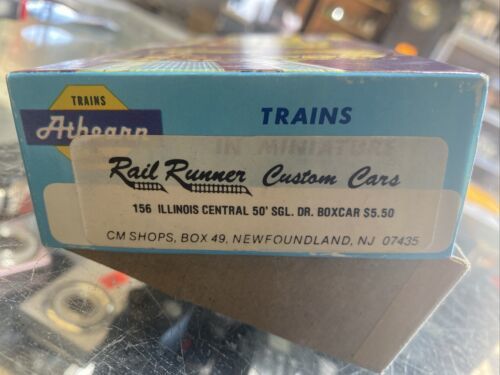 TRAINS
Athearn
TRAINS
IN MINIATURE
Rail Runner Custom Cars
156 ILLINOIS CENTRAL 50' SGL. DR. BOXCAR $5.50
CM SHOPS, BOX 49, NEWFOUNDLAND, NJ 07435